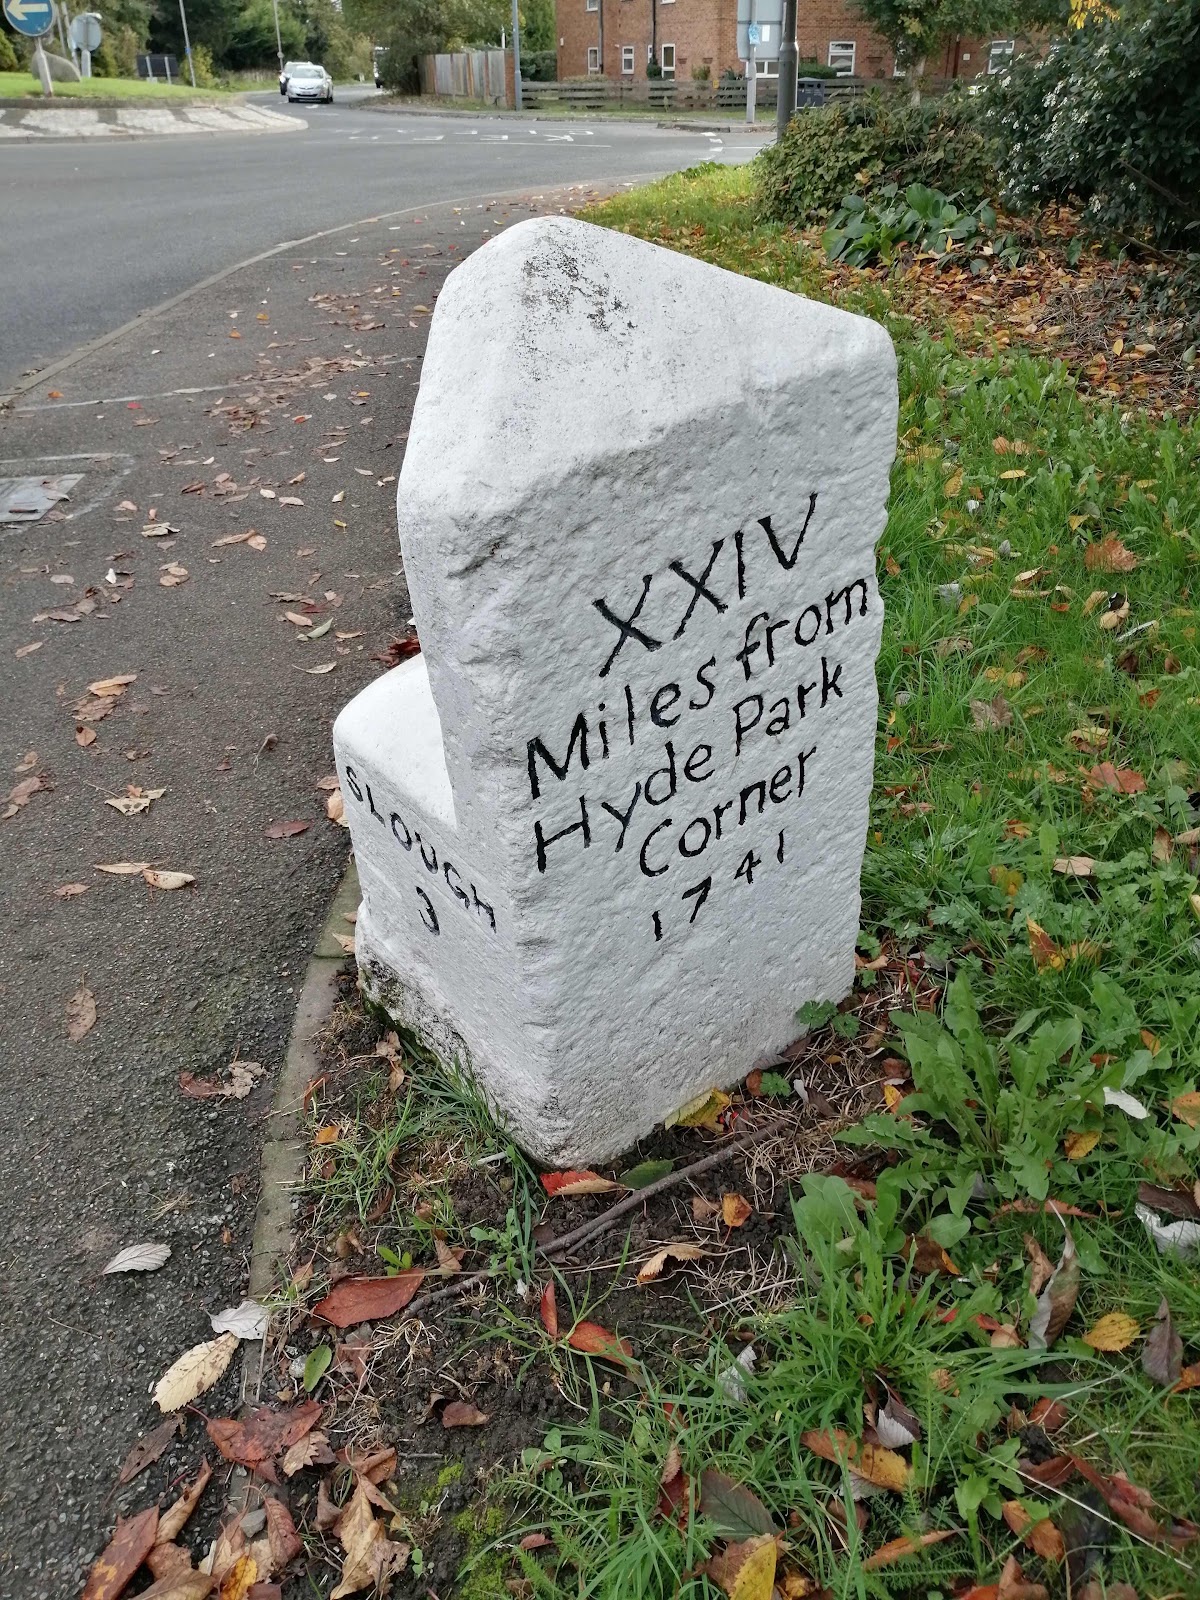 XXIV
Miles from
Hyde Park
Corner
1741
SLOUGH
3